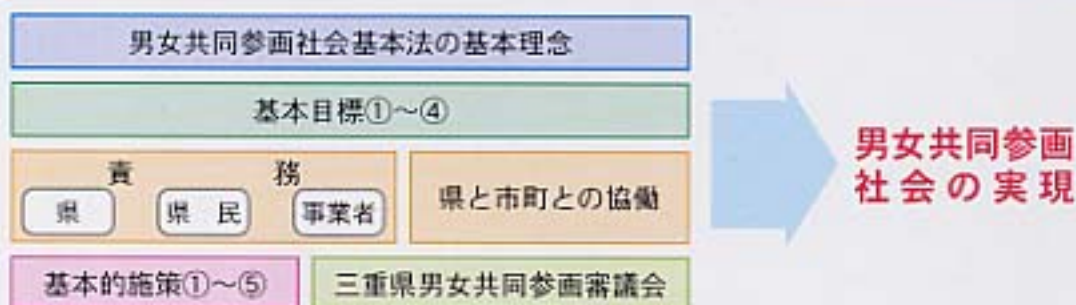 男女共同参画社会基本法の基本理念
基本目標①～④
責務
県
県民
事業者
県と市町との協働
基本的施策①～⑤
三重県男女共同参画審議会
男女共同参画
社会の実現